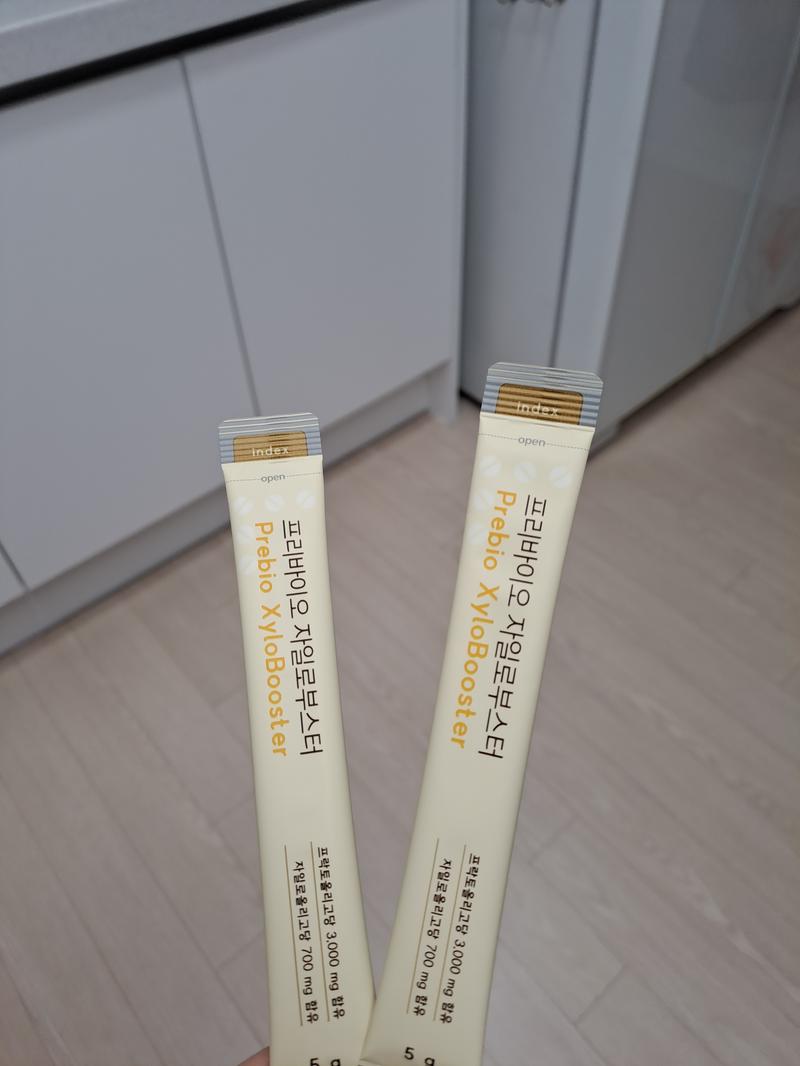 index
open
프리바이오 자일로부스터
Prebio XyloBooster
프락토올리고당 3,000 mg 함유
자일로올리고당 700 mg 함유
5 g
index
open
프리바이오 자일로부스터
Prebio XyloBooster
프락토올리고당 3,000 mg 함유
자일로올리고당 700 mg 함유
5 g